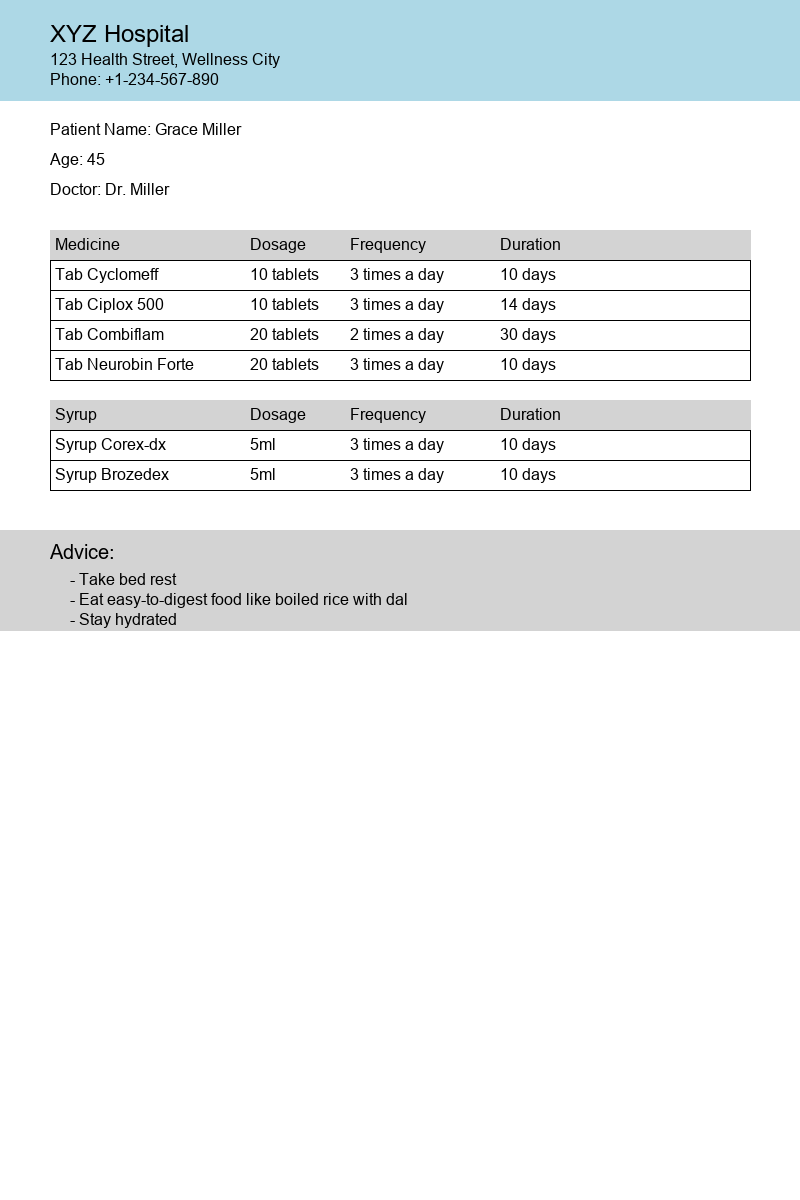 XYZ Hospital
123 Health Street, Wellness City
Phone: +1-234-567-890
Patient Name: Grace Miller
Age: 45
Doctor: Dr. Miller
Medicine Dosage Frequency Duration
Tab Cyclomeff 10 tablets 3 times a day 10 days
Tab Ciplox 500 10 tablets 3 times a day 14 days
Tab Combiflam 20 tablets 2 times a day 30 days
Tab Neurobin Forte 20 tablets 3 times a day 10 days
Syrup Dosage Frequency Duration
Syrup Corex-dx 5ml 3 times a day 10 days
Syrup Brozedex 5ml 3 times a day 10 days
Advice:
- Take bed rest
- Eat easy-to-digest food like boiled rice with dal
- Stay hydrated